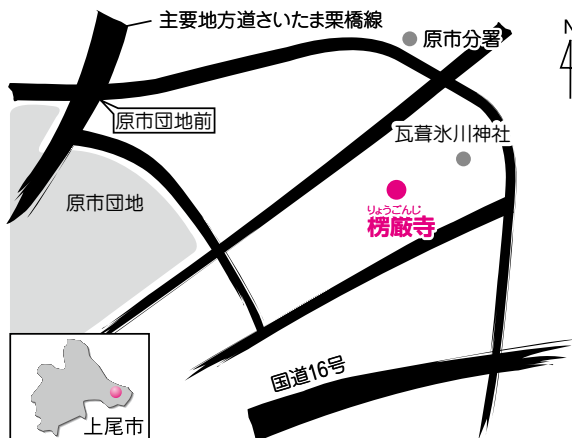 主要地方道さいたま栗橋線
原市分署
N
原市団地前
瓦葺氷川神社
原市団地
りょうごんじ
楞厳寺
国道16号
上尾市